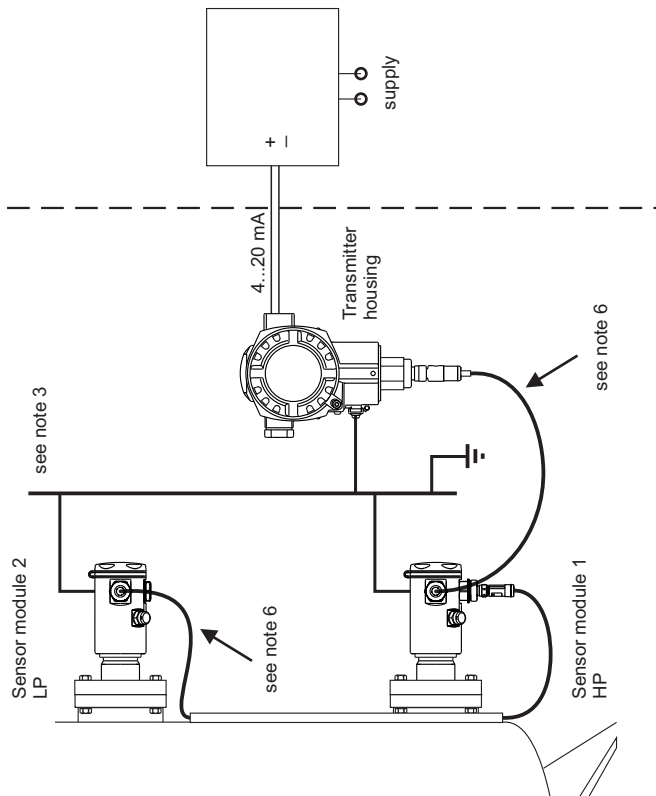 Sensor module 2
LP
see note 3
see note 6
4...20 mA
Transmitter
housing
+
–
supply
see note 6
Sensor module 1
HP